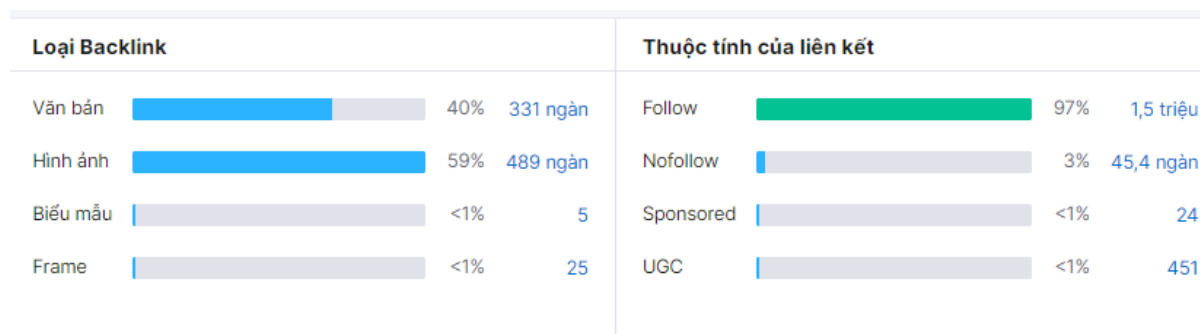 Loại Backlink
Văn bản 40% 331 ngàn
Hình ảnh 59% 489 ngàn
Biểu mẫu <1% 5
Frame <1% 25
Thuộc tính của liên kết
Follow 97% 1,5 triệu
Nofollow 3% 45,4 ngàn
Sponsored <1% 24
UGC <1% 451